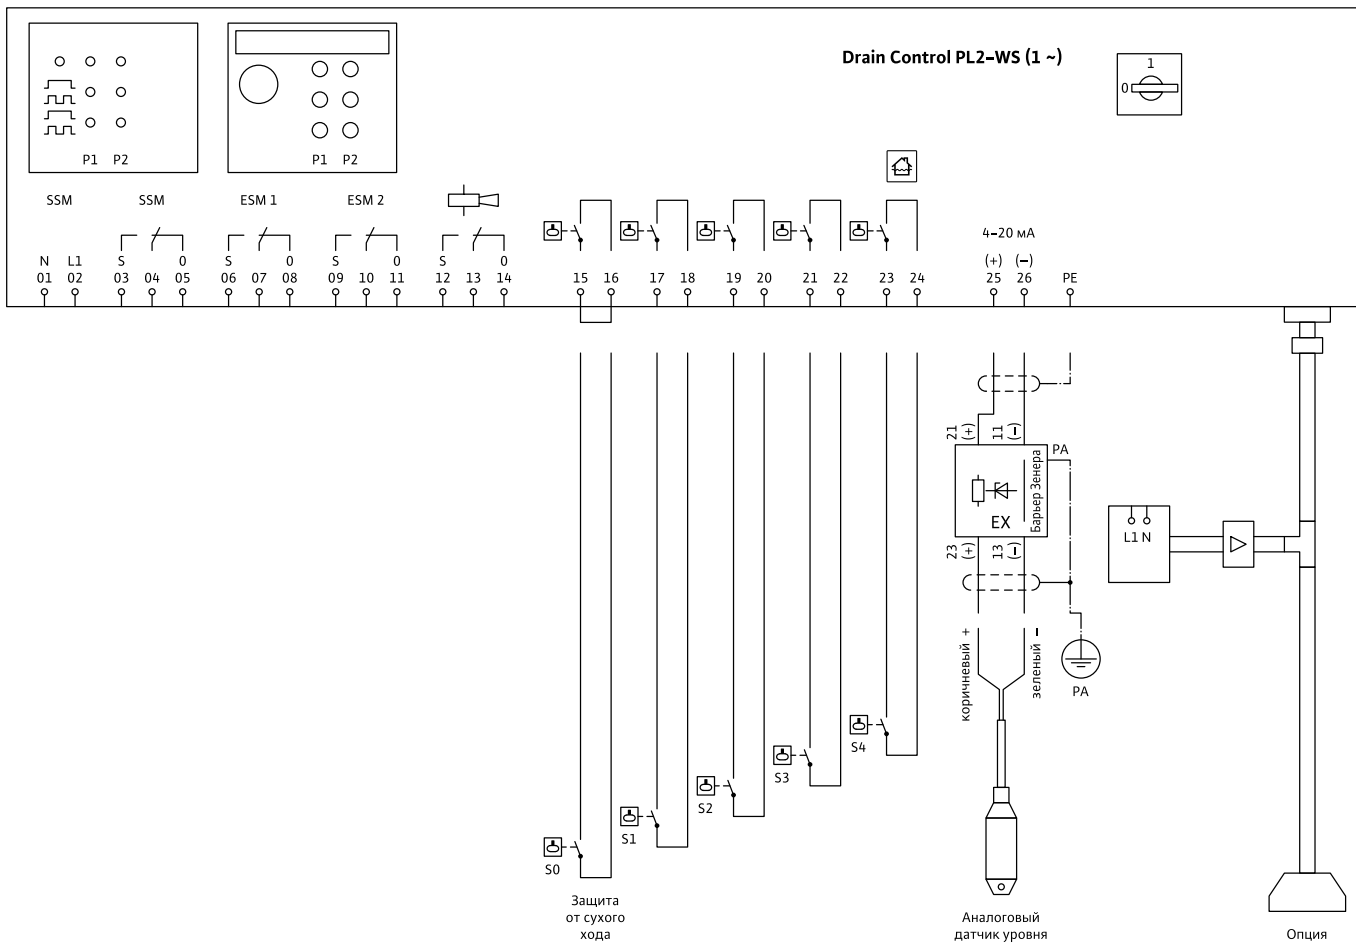 Drain Control PL2-WS (1 ~)
1
0
P1 P2
P1 P2
SSM SSM ESM 1 ESM 2
4-20 мА
N L1 S 0 S 0 S 0 S 0 (+) (-)
01 02 03 04 05 06 07 08 09 10 11 12 13 14 15 16 17 18 19 20 21 22 23 24 25 26 PE
21 (+) 11 (-)
PA
Барьер Зенера
EX
23 (+) 13 (-)
L1 N
коричневый +
зеленый -
PA
S4
S3
S2
S1
S0
Защита
от сухого
хода
Аналоговый
датчик уровня
Опция